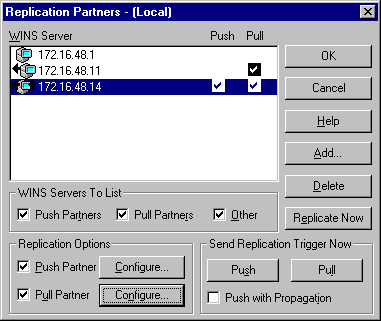 Replication Partners - (Local)
WINS Server Push Pull
172.16.48.1
172.16.48.11
172.16.48.14
OK
Cancel
Help
Add...
Delete
Replicate Now
WINS Servers To List
Push Partners Pull Partners Other
Replication Options
Push Partner Configure...
Pull Partner Configure...
Send Replication Trigger Now
Push Pull
Push with Propagation